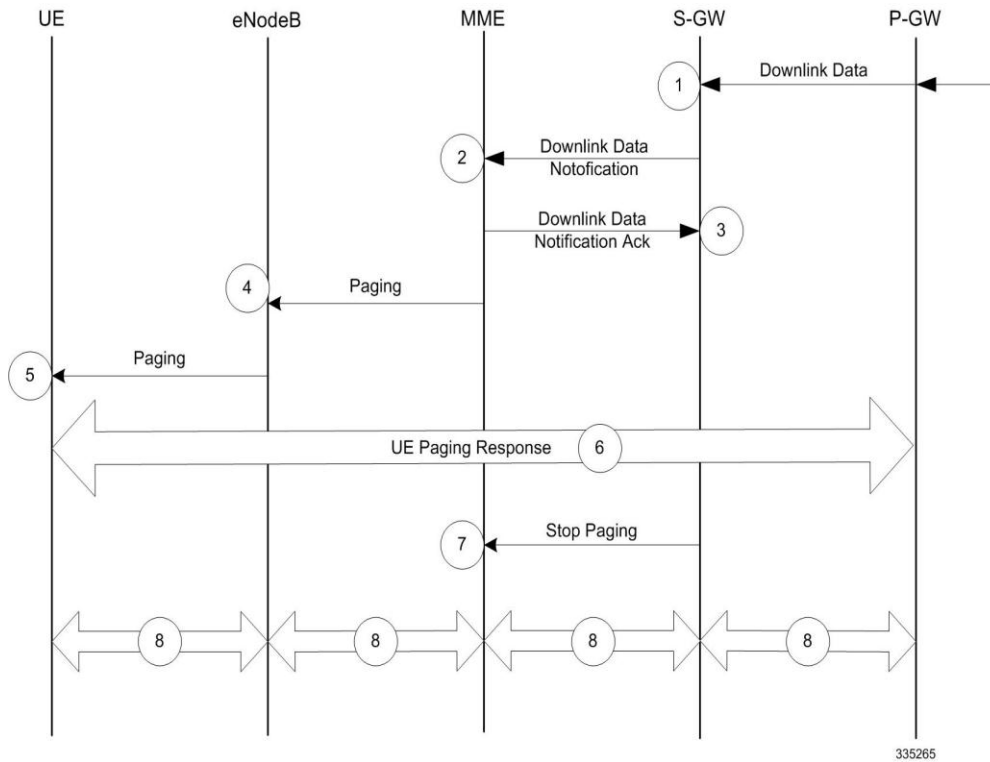 UE
eNodeB
MME
S-GW
P-GW
1
Downlink Data
2
Downlink Data
Notofication
Downlink Data
Notification Ack
3
4
Paging
5
Paging
UE Paging Response
6
7
Stop Paging
8
8
8
8
335265